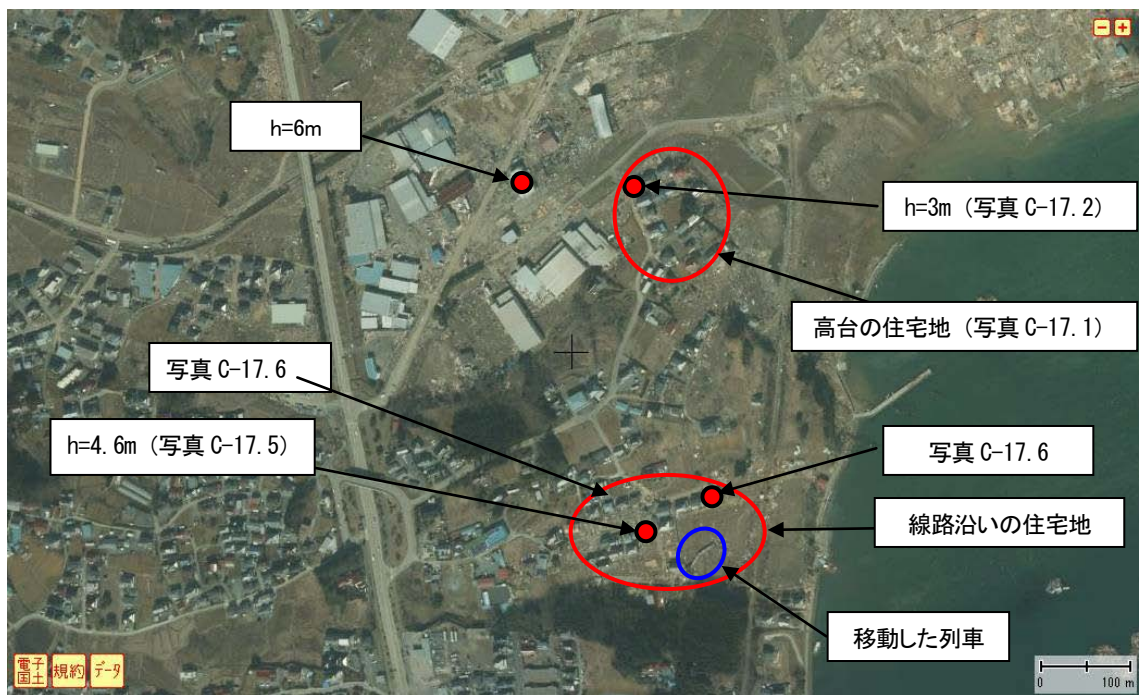 h=6m
h=3m (写真 C-17.2)
高台の住宅地 (写真 C-17.1)
写真 C-17.6
h=4.6m (写真 C-17.5)
写真 C-17.6
線路沿いの住宅地
移動した列車
電子国土
規約
データ
0 100 m